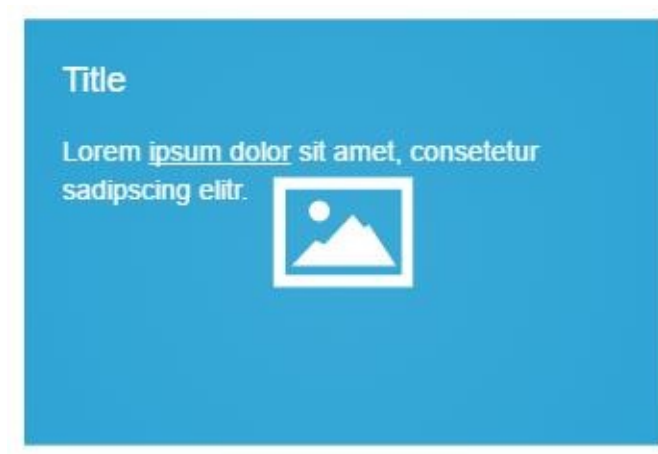 Title
Lorem ipsum dolor sit amet, consetetur
sadipscing elitr.